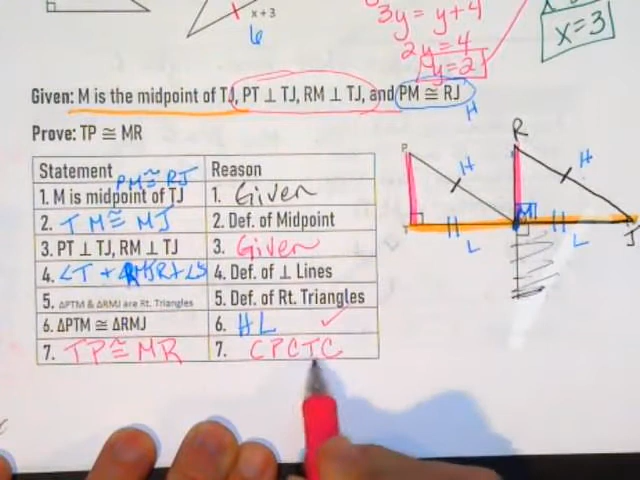 x+3
6
3y = y+4
2y = 4
y=2
x=3
Given: M is the midpoint of TJ, PT ⊥ TJ, RM ⊥ TJ, and PM ≅ RJ
H
Prove: TP ≅ MR
Statement Reason
PM ≅ RJ
1. M is midpoint of TJ 1. Given
2. TM ≅ MJ 2. Def. of Midpoint
3. PT ⊥ TJ, RM ⊥ TJ 3. Given
4. ∠T + 4. Def. of ⊥ Lines
5. ΔPTM & ΔRMJ are Rt. Triangles 5. Def. of Rt. Triangles
6. ΔPTM ≅ ΔRMJ 6. HL ✓
7. TP ≅ MR 7. CPCTC
R
P
H H
T M J
L L